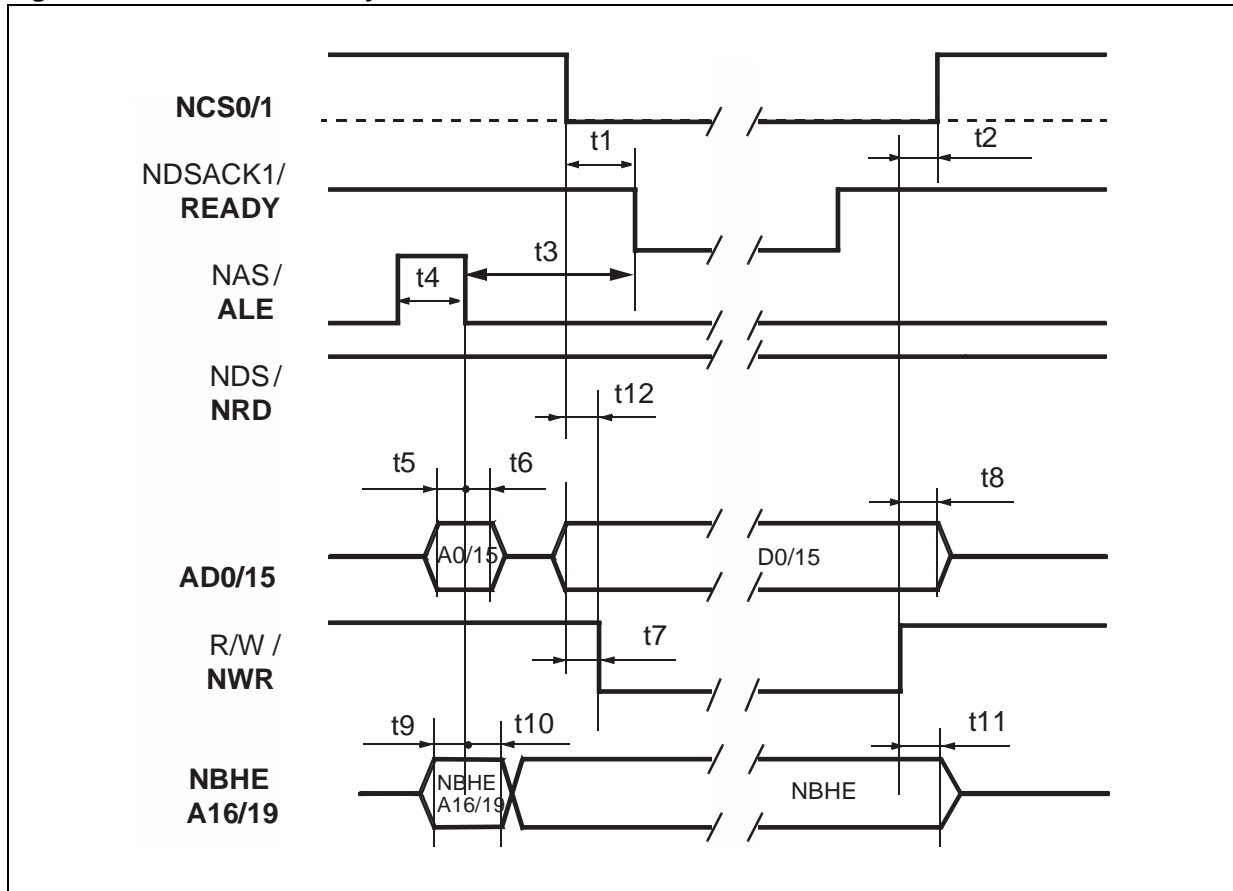 NCS0/1
t1
t2
NDSACK1/
READY
t3
NAS/
t4
ALE
NDS/
NRD
t12
t5
t6
t8
A0/15
D0/15
AD0/15
R/W /
NWR
t7
t9
t10
t11
NBHE
A16/19
NBHE
A16/19
NBHE